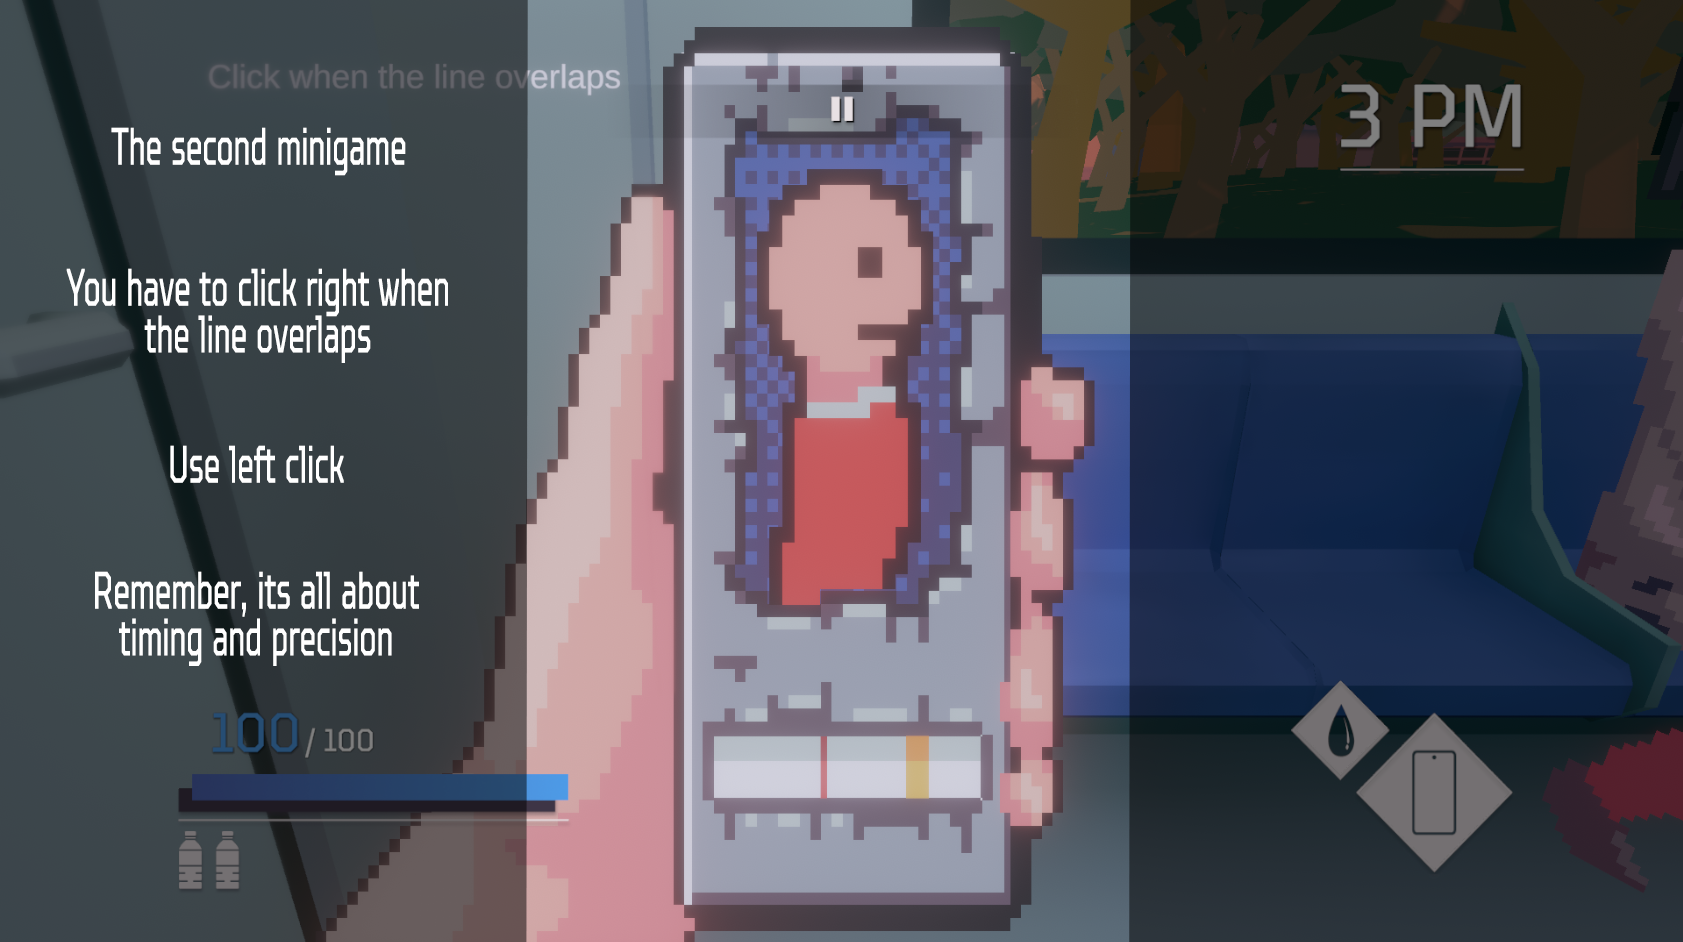 Click when the line overlaps
3 PM
The second minigame
You have to click right when
the line overlaps
Use left click
Remember, its all about
timing and precision
100 / 100